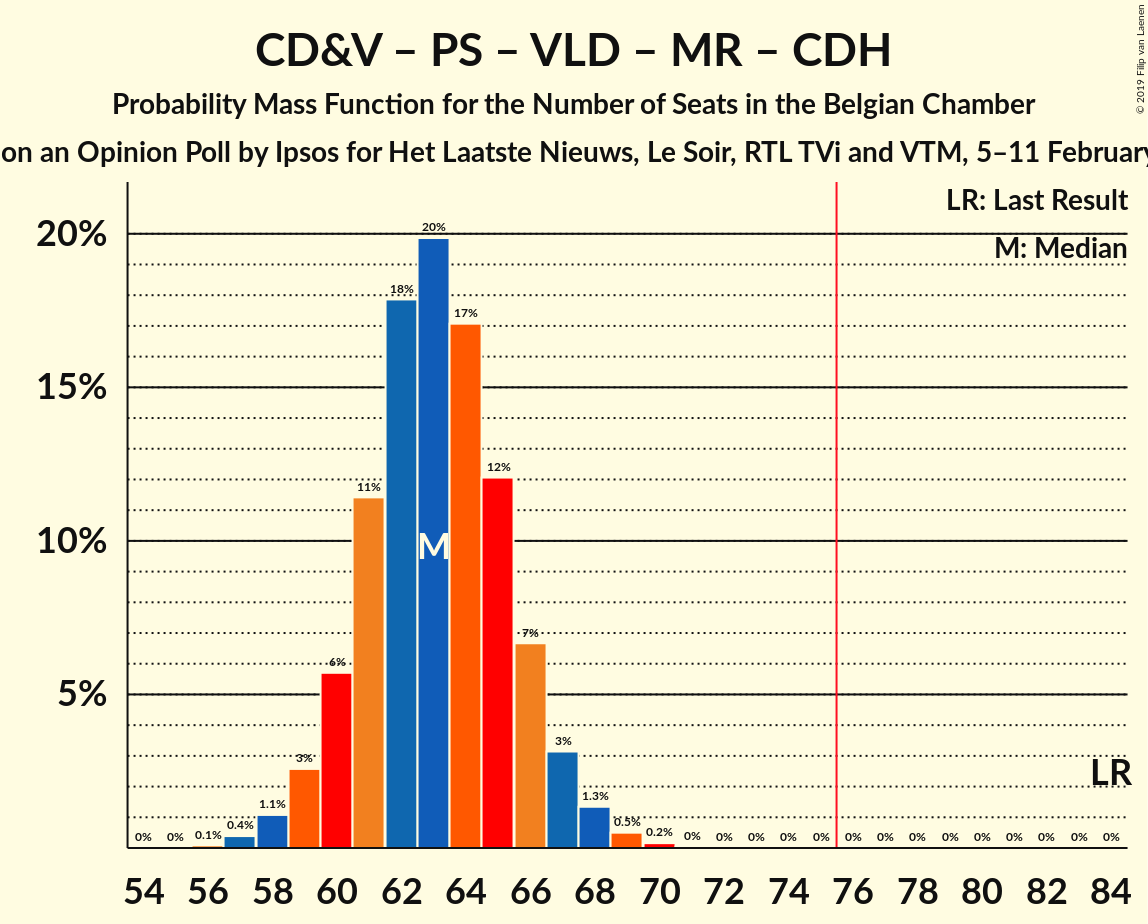 CD&V – PS – VLD – MR – CDH
Probability Mass Function for the Number of Seats in the Belgian Chamber
on an Opinion Poll by Ipsos for Het Laatste Nieuws, Le Soir, RTL TVi and VTM, 5–11 February
© 2019 Filip van Laenen
LR: Last Result
M: Median
20%
15%
10%
5%
0% 0% 0.1% 0.4% 1.1% 3% 6% 11% 18% 20% 17% 12% 7% 3% 1.3% 0.5% 0.2% 0% 0% 0% 0% 0% 0% 0% 0% 0% 0% 0% 0% 0% 0%
M
LR
54 56 58 60 62 64 66 68 70 72 74 76 78 80 82 84